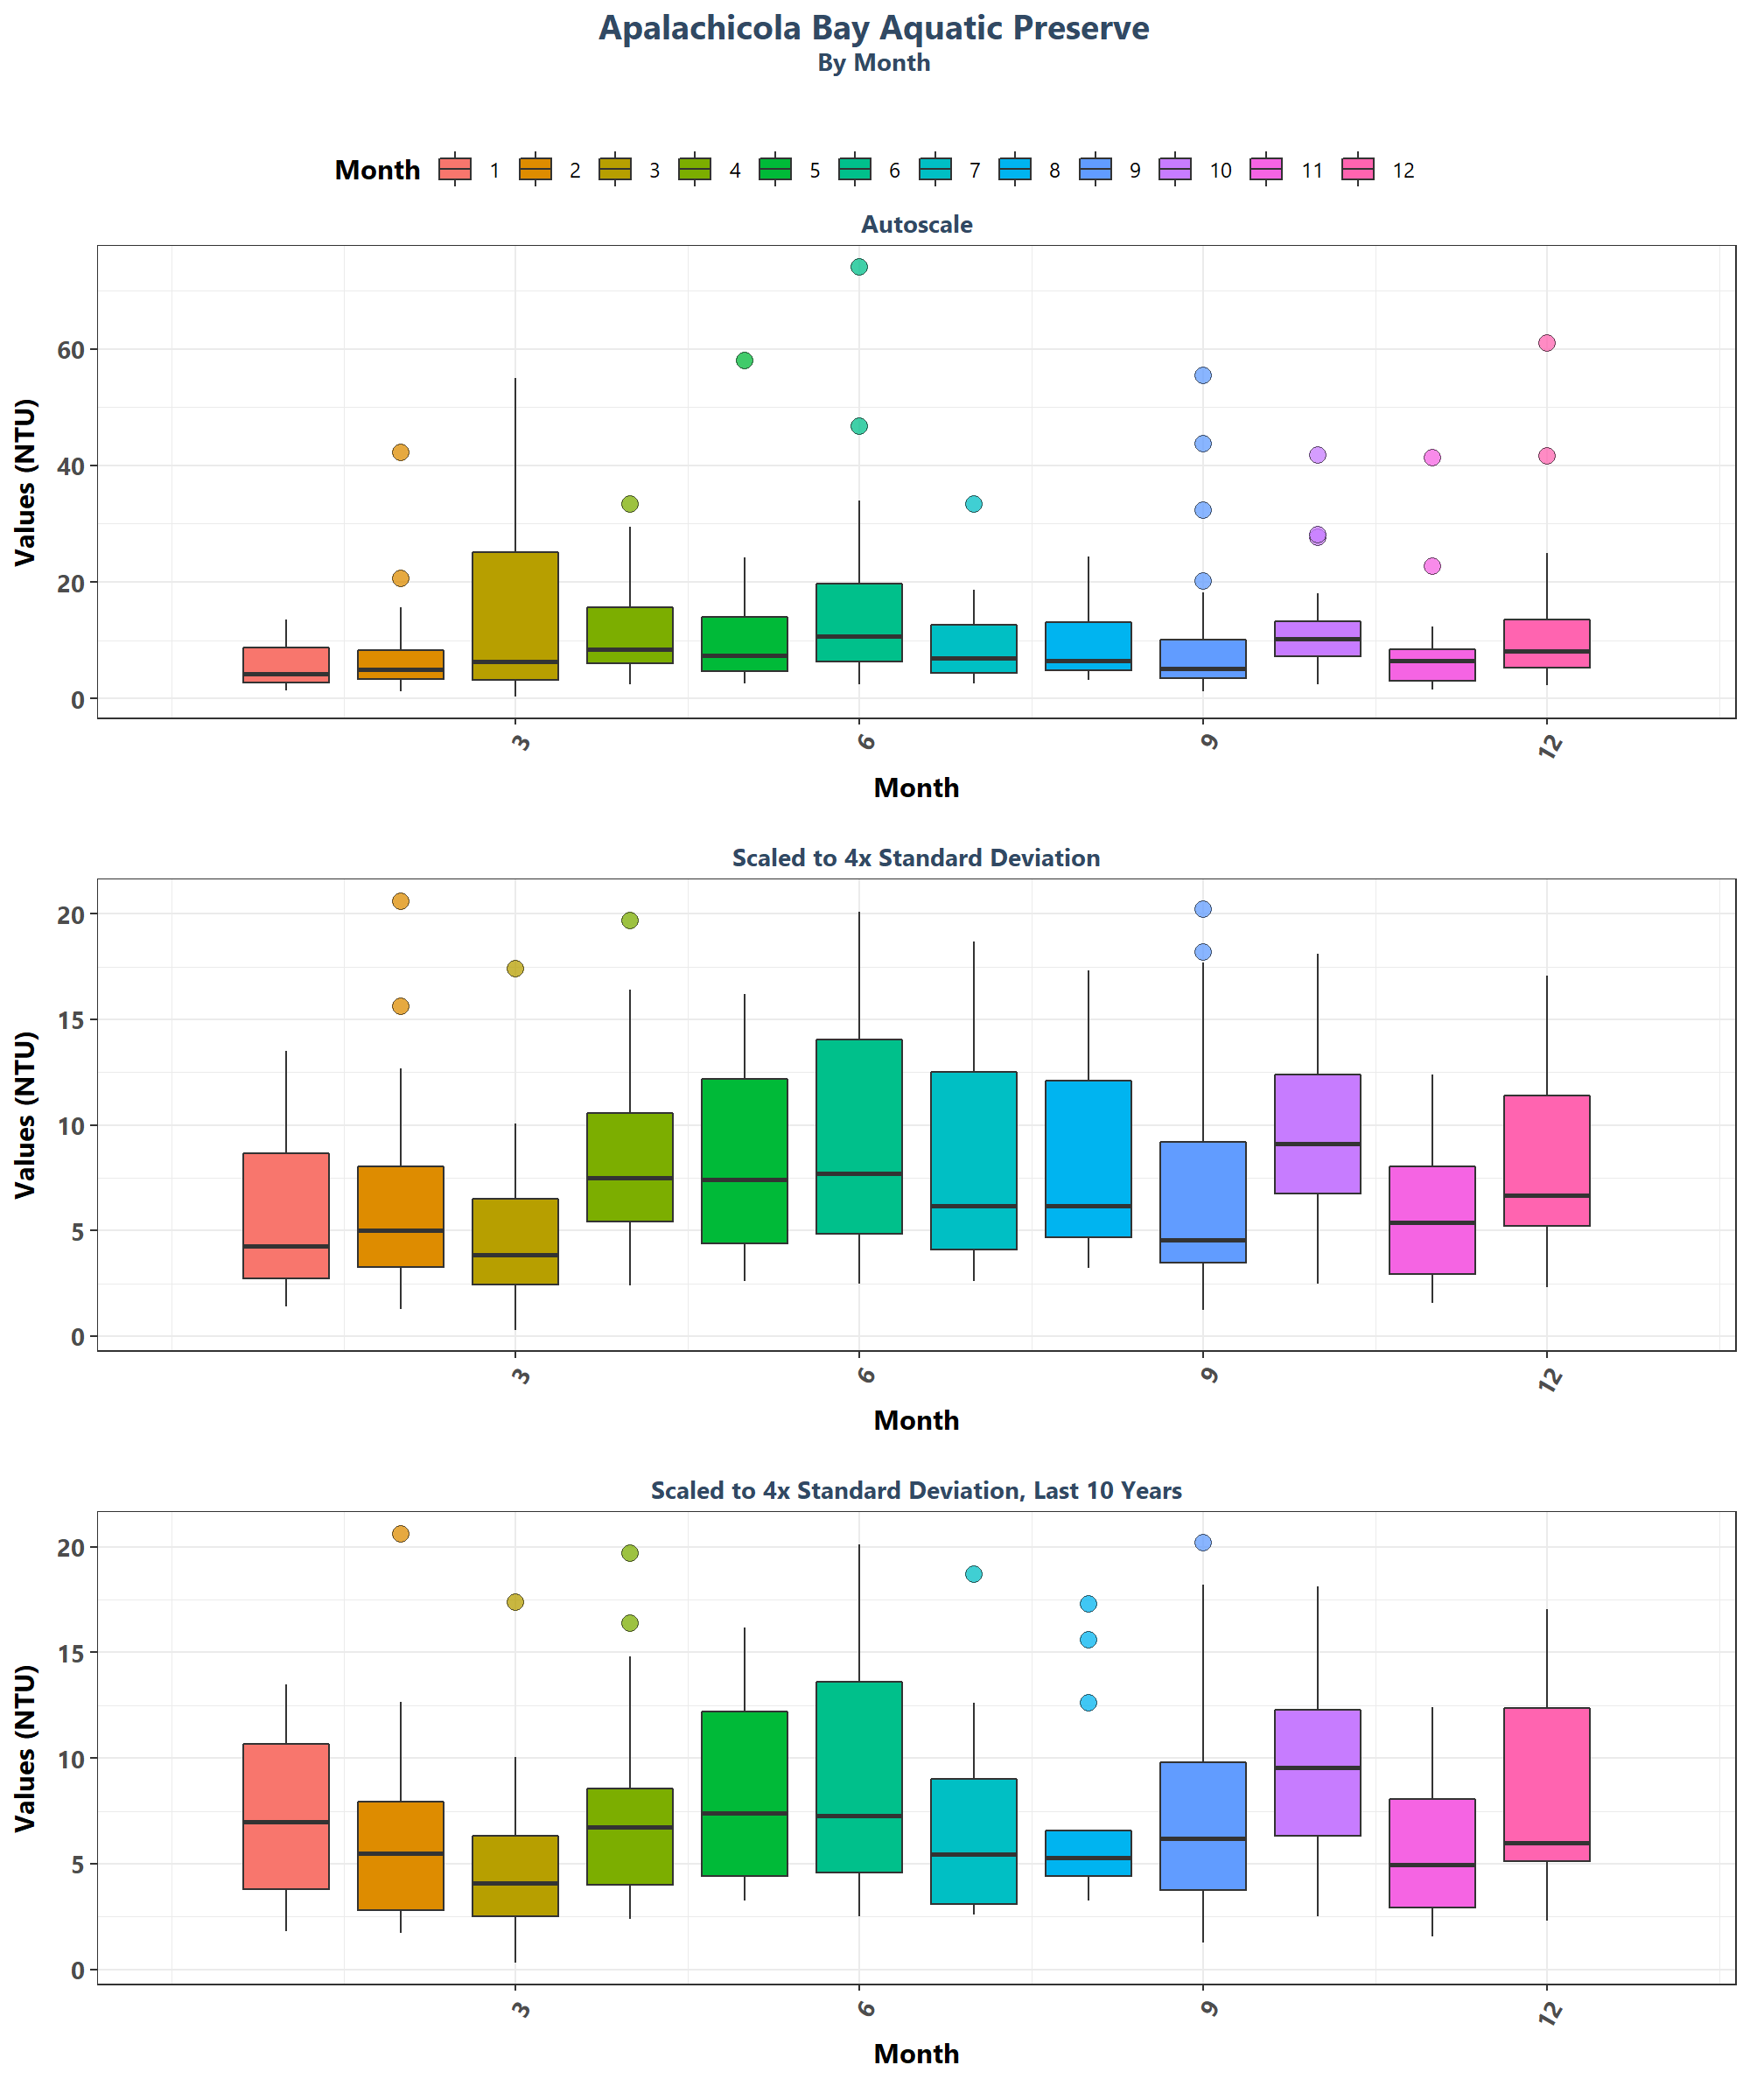 Apalachicola Bay Aquatic Preserve
By Month
Month 1 2 3 4 5 6 7 8 9 10 11 12
Autoscale
Values (NTU)
60
40
20
0
3 6 9 12
Month
Scaled to 4x Standard Deviation
Values (NTU)
20
15
10
5
0
3 6 9 12
Month
Scaled to 4x Standard Deviation, Last 10 Years
Values (NTU)
20
15
10
5
0
3 6 9 12
Month